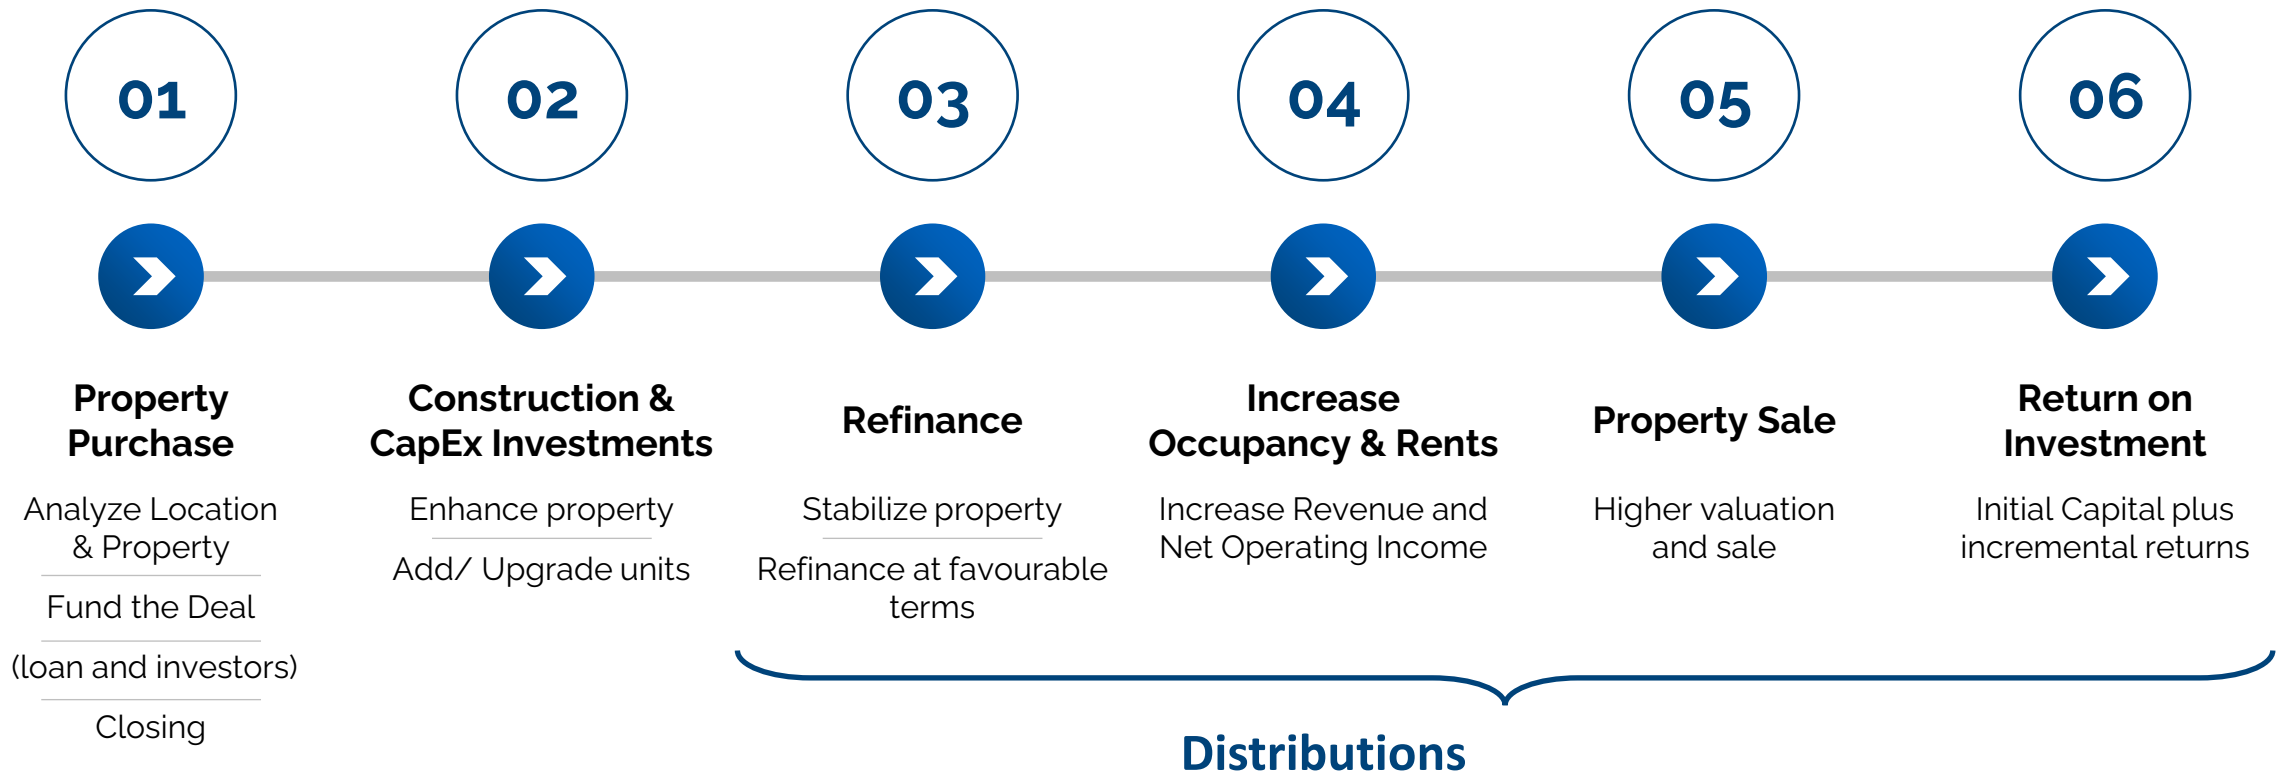 01
02
03
04
05
06
Property
Purchase
Analyze Location
& Property
Fund the Deal
(loan and investors)
Closing
Construction &
CapEx Investments
Enhance property
Add/ Upgrade units
Refinance
Stabilize property
Refinance at favourable
terms
Increase
Occupancy & Rents
Increase Revenue and
Net Operating Income
Property Sale
Higher valuation
and sale
Return on
Investment
Initial Capital plus
incremental returns
Distributions